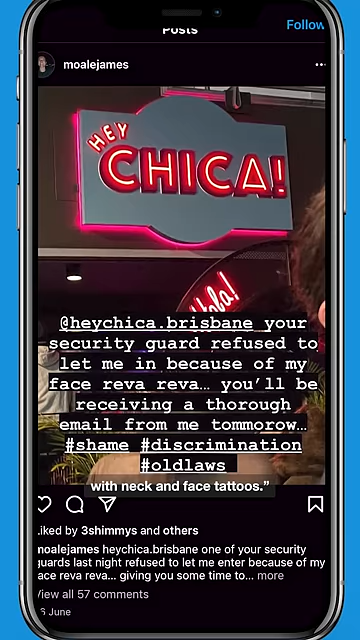 Posts
Follow
moalejames
HEY
CHICA!
Hola!
@heychica.brisbane your
security guard refused to
let me in because of my
face reva reva… you’ll be
receiving a thorough
email from me tommorow…
#shame #discrimination
#oldlaws
with neck and face tattoos.”
Liked by 3shimmys and others
moalejames heychica.brisbane one of your security
guards last night refused to let me enter because of my
face reva reva... giving you some time to... more
View all 57 comments
6 June